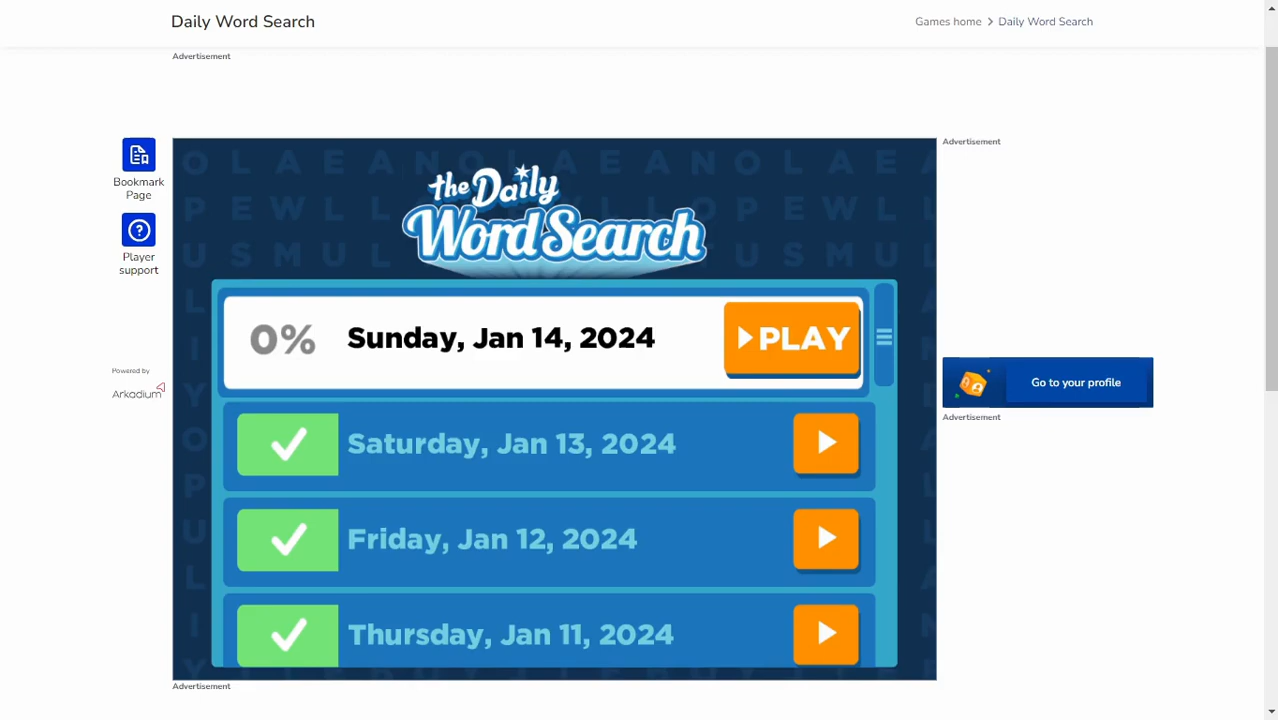 Daily Word Search
Games home > Daily Word Search
Advertisement
Advertisement
Bookmark
Page
Player
support
Powered by
Arkadium
the Daily
WordSearch
0% Sunday, Jan 14, 2024 PLAY
Saturday, Jan 13, 2024
Friday, Jan 12, 2024
Thursday, Jan 11, 2024
Go to your profile
Advertisement
Advertisement